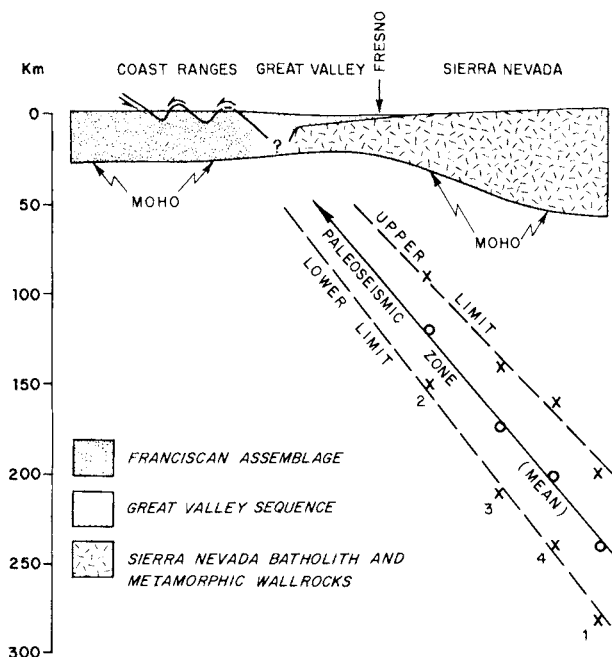 Km
COAST RANGES
GREAT VALLEY
FRESNO
SIERRA NEVADA
0
?
50
MOHO
MOHO
UPPER LIMIT
PALEOSEISMIC ZONE (MEAN)
LOWER LIMIT
100
150
2
200
3
4
250
1
300
FRANCISCAN ASSEMBLAGE
GREAT VALLEY SEQUENCE
SIERRA NEVADA BATHOLITH AND
METAMORPHIC WALLROCKS